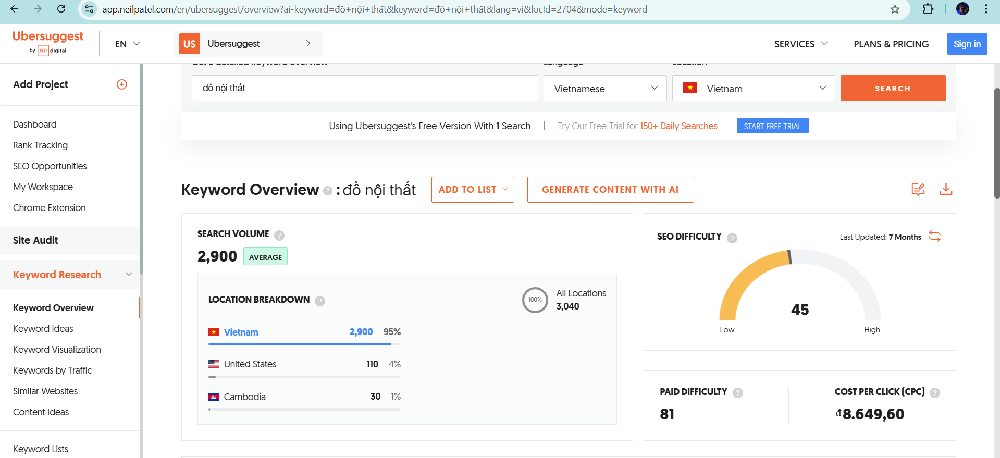 app.neilpatel.com/en/ubersuggest/overview?ai-keyword=đồ+nội+thất&keyword=đồ+nội+thất&lang=vi&locId=2704&mode=keyword
Ubersuggest
by NP digital
EN
US Ubersuggest
SERVICES
PLANS & PRICING
Sign in
Add Project
Dashboard
Rank Tracking
SEO Opportunities
My Workspace
Chrome Extension
Site Audit
Keyword Research
Keyword Overview
Keyword Ideas
Keyword Visualization
Keywords by Traffic
Similar Websites
Content Ideas
Keyword Lists
Get a detailed keyword overview
Language
Location
đồ nội thất
Vietnamese
Vietnam
SEARCH
Using Ubersuggest's Free Version With 1 Search
Try Our Free Trial for 150+ Daily Searches
START FREE TRIAL
Keyword Overview ? : đồ nội thất
ADD TO LIST
GENERATE CONTENT WITH AI
SEARCH VOLUME ?
2,900 AVERAGE
LOCATION BREAKDOWN ?
100%
All Locations
3,040
Vietnam 2,900 95%
United States 110 4%
Cambodia 30 1%
SEO DIFFICULTY ?
Last Updated: 7 Months
45
Low
High
PAID DIFFICULTY ?
81
COST PER CLICK (CPC) ?
₫8.649,60